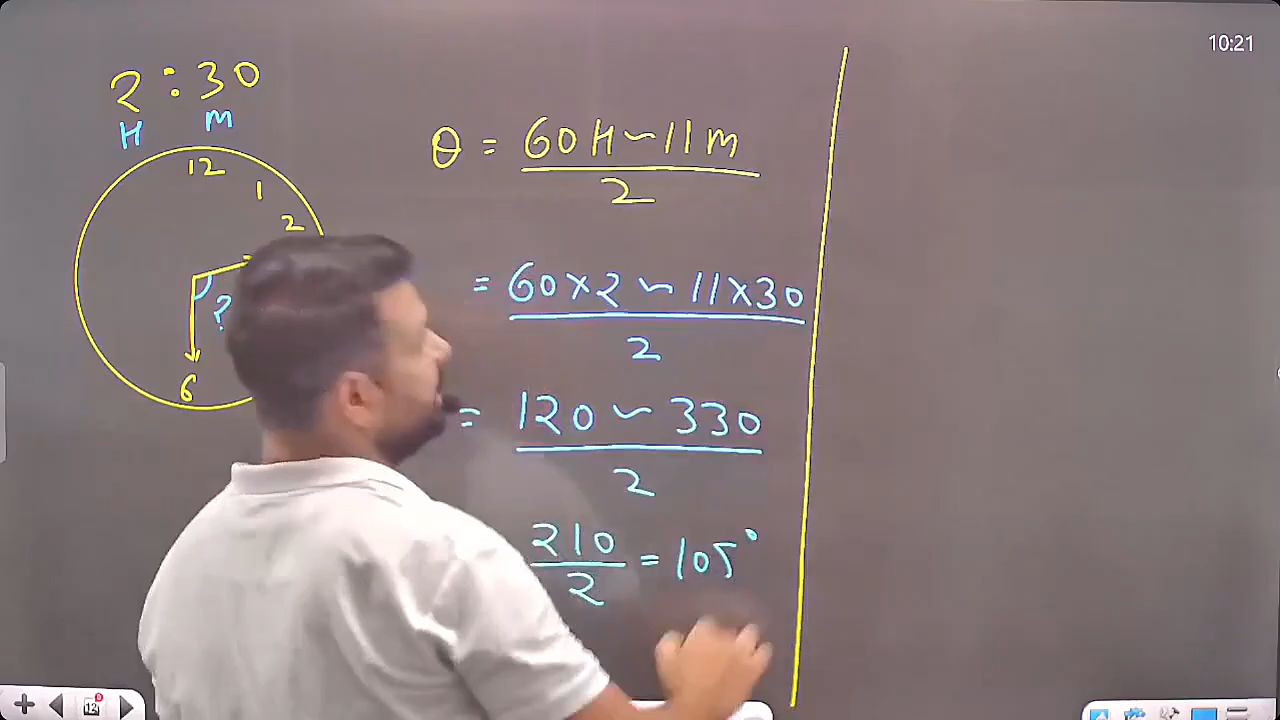 10:21
2 : 30
H M
12
1
2
?
6
θ = 60H ~ 11M / 2
= 60×2 ~ 11×30 / 2
= 120 ~ 330 / 2
210 / 2 = 105°